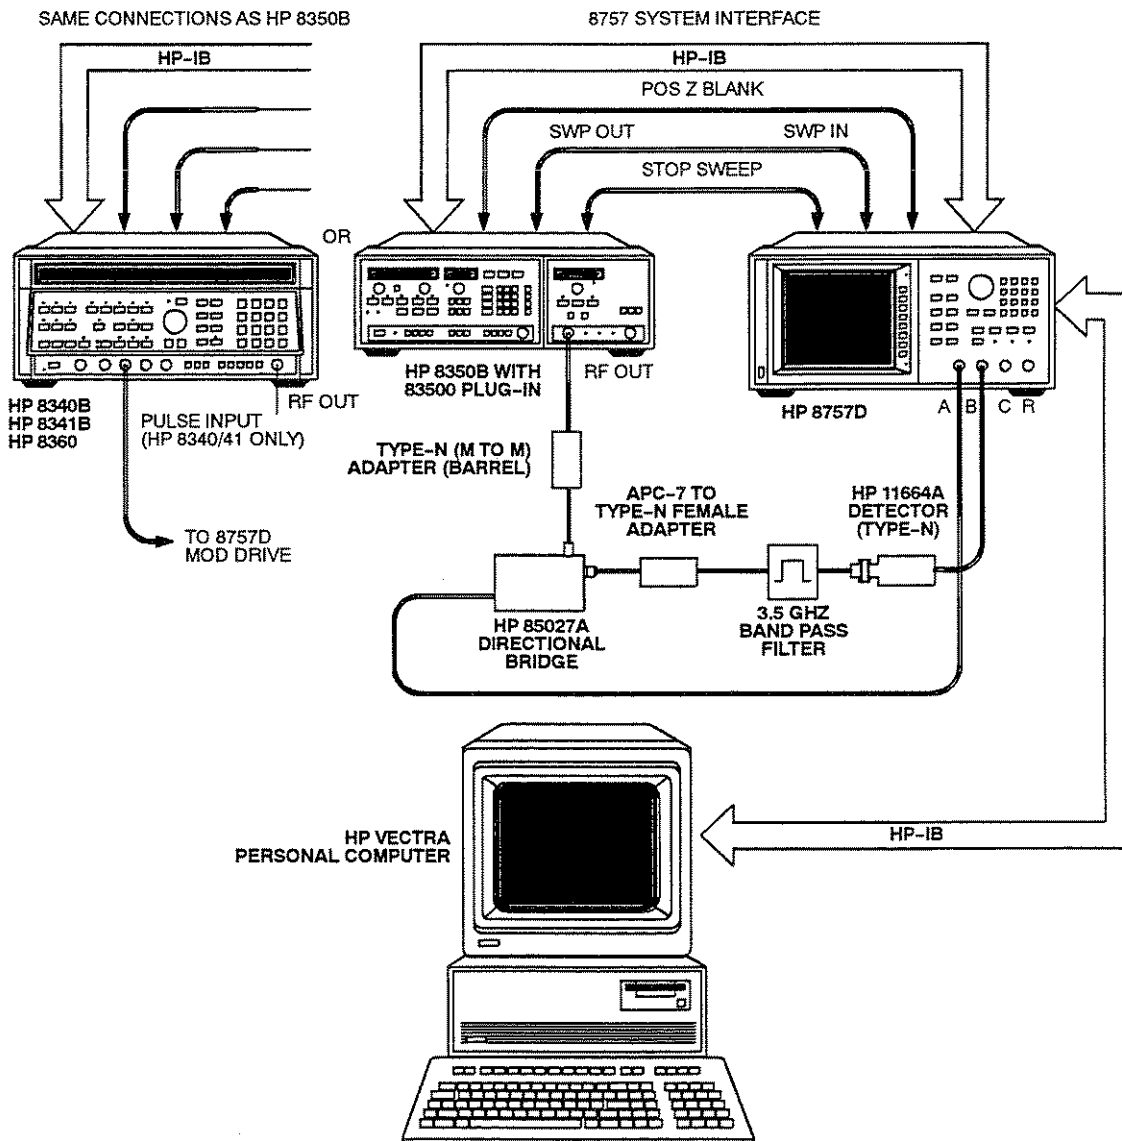 SAME CONNECTIONS AS HP 8350B
8757 SYSTEM INTERFACE
HP-IB
HP-IB
POS Z BLANK
SWP OUT
SWP IN
STOP SWEEP
OR
HP 8340B
HP 8341B
HP 8360
PULSE INPUT
(HP 8340/41 ONLY)
RF OUT
HP 8350B WITH
83500 PLUG-IN
RF OUT
HP 8757D
A
B
C
R
TYPE-N (M TO M)
ADAPTER (BARREL)
TO 8757D
MOD DRIVE
APC-7 TO
TYPE-N FEMALE
ADAPTER
HP 11664A
DETECTOR
(TYPE-N)
HP 85027A
DIRECTIONAL
BRIDGE
3.5 GHZ
BAND PASS
FILTER
HP VECTRA
PERSONAL COMPUTER
HP-IB